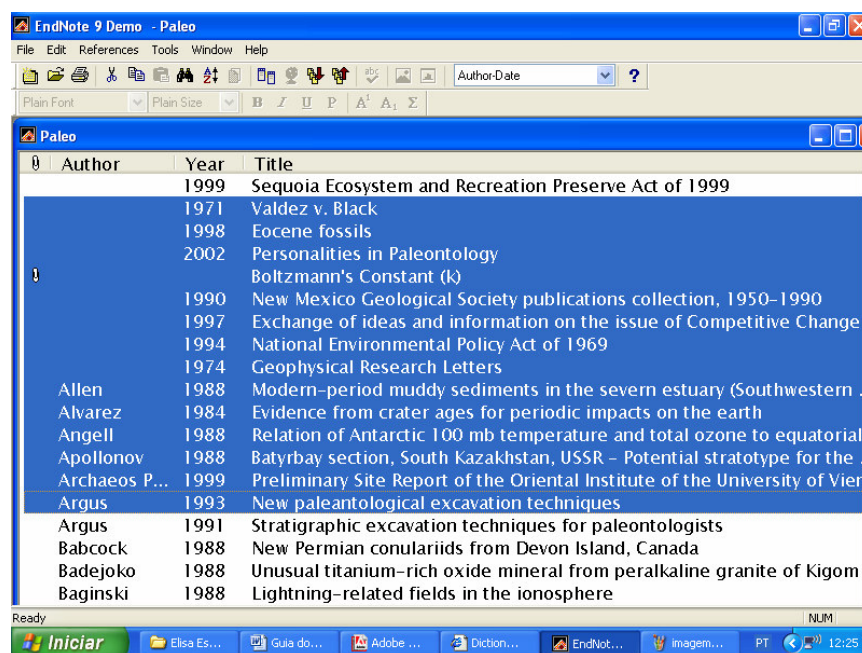 EndNote 9 Demo - Paleo
File Edit References Tools Window Help
Author-Date ?
Plain Font Plain Size B I U P A¹ A₁ Σ
Paleo
Author Year Title
1999 Sequoia Ecosystem and Recreation Preserve Act of 1999
1971 Valdez v. Black
1998 Eocene fossils
2002 Personalities in Paleontology
Boltzmann's Constant (k)
1990 New Mexico Geological Society publications collection, 1950-1990
1997 Exchange of ideas and information on the issue of Competitive Change
1994 National Environmental Policy Act of 1969
1974 Geophysical Research Letters
Allen 1988 Modern-period muddy sediments in the severn estuary (Southwestern .
Alvarez 1984 Evidence from crater ages for periodic impacts on the earth
Angell 1988 Relation of Antarctic 100 mb temperature and total ozone to equatorial
Apollonov 1988 Batyrbay section, South Kazakhstan, USSR - Potential stratotype for the .
Archaeos P... 1999 Preliminary Site Report of the Oriental Institute of the University of Vier
Argus 1993 New paleantological excavation techniques
Argus 1991 Stratigraphic excavation techniques for paleontologists
Babcock 1988 New Permian conulariids from Devon Island, Canada
Badejoko 1988 Unusual titanium-rich oxide mineral from peralkaline granite of Kigom
Baginski 1988 Lightning-related fields in the ionosphere
Ready NUM
Iniciar Elisa Es... Guia do... Adobe ... Diction... EndNot... imagem... PT 12:25